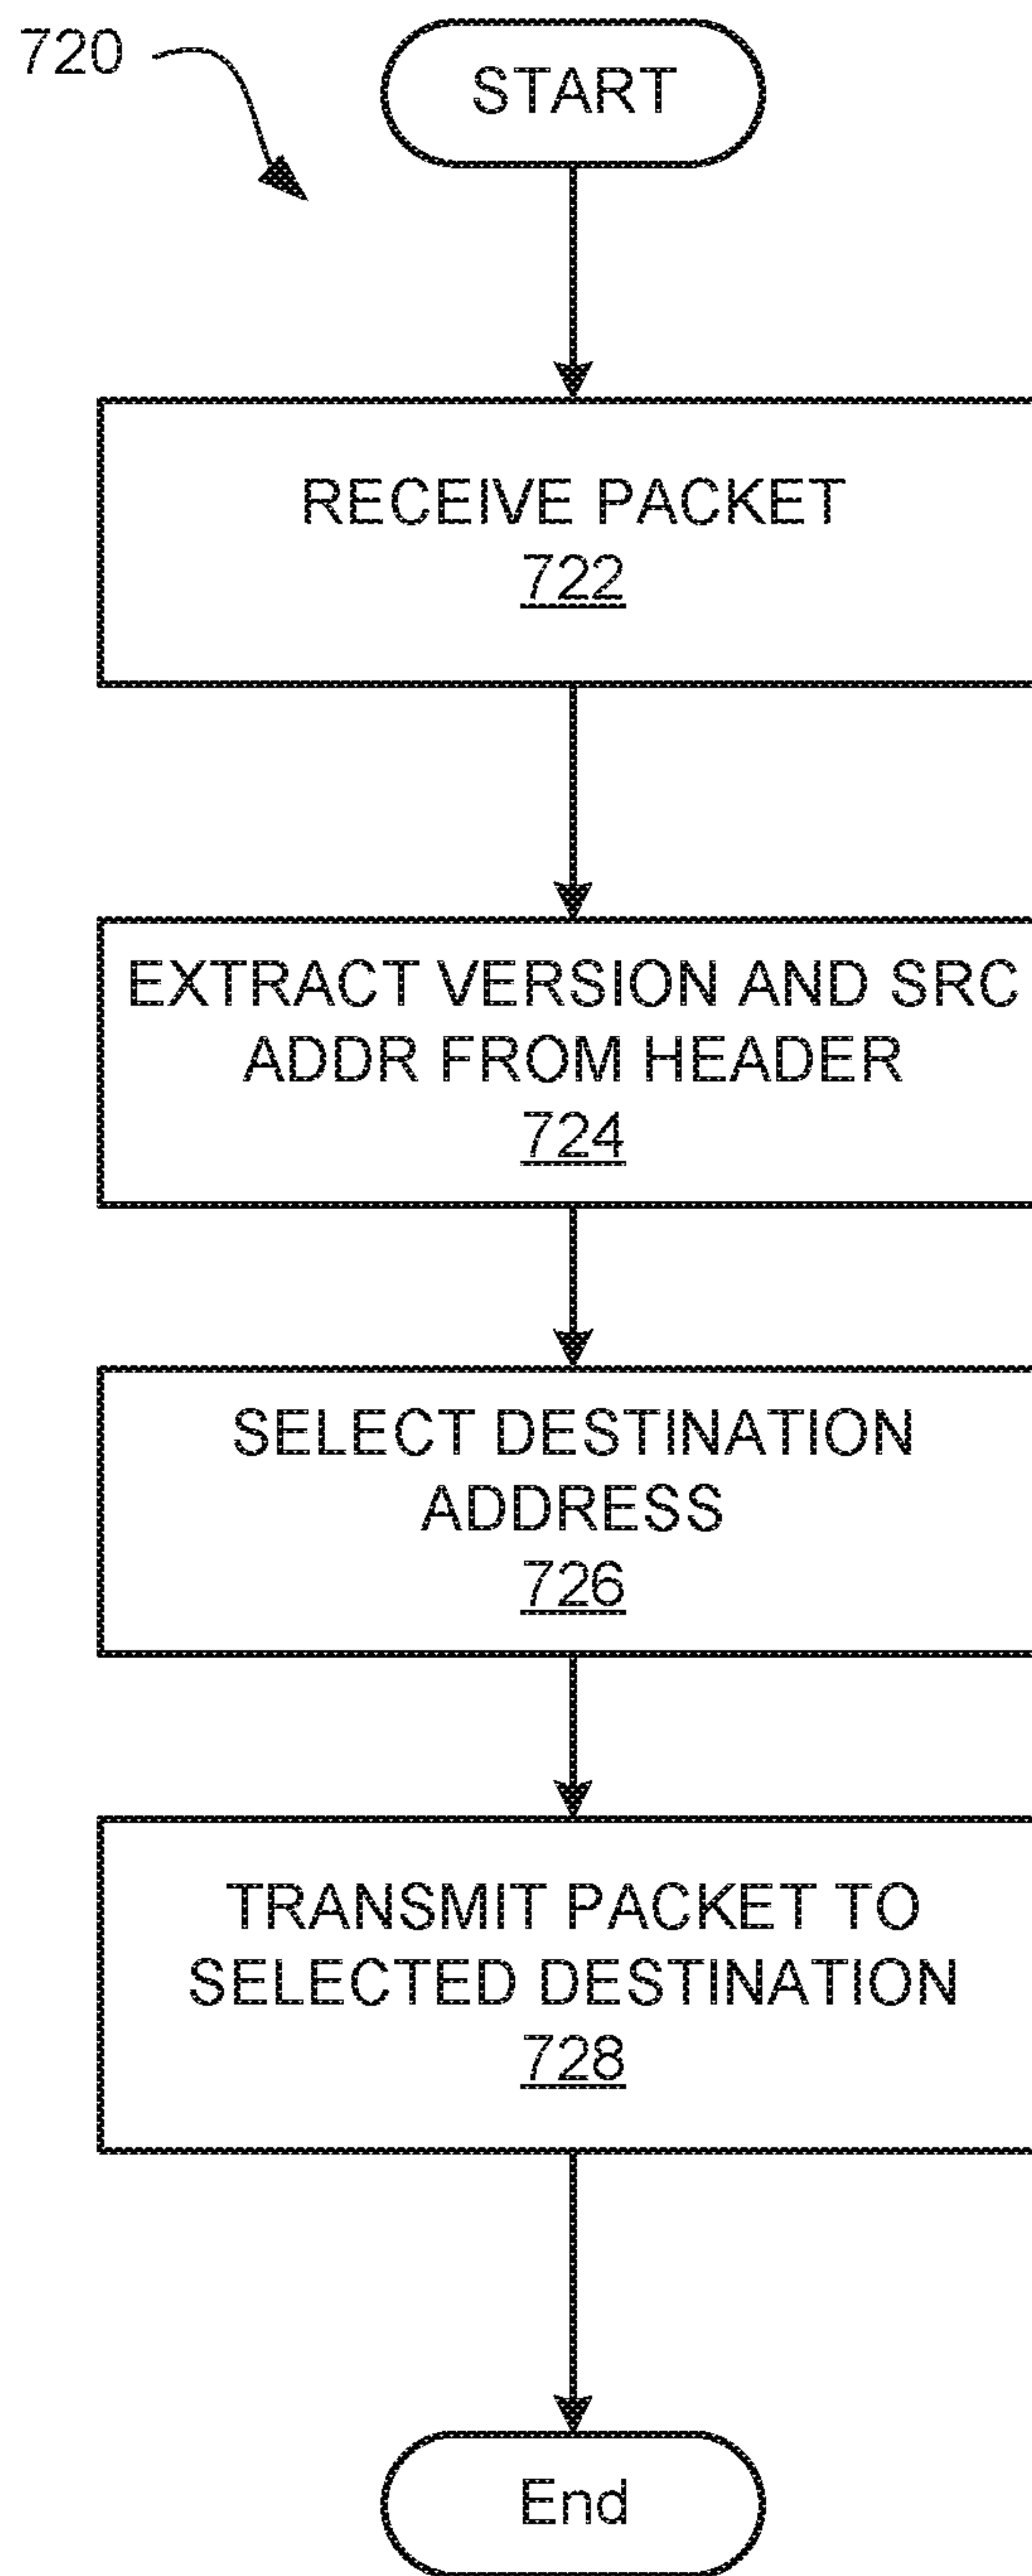 720
START
RECEIVE PACKET
722
EXTRACT VERSION AND SRC
ADDR FROM HEADER
724
SELECT DESTINATION
ADDRESS
726
TRANSMIT PACKET TO
SELECTED DESTINATION
728
End